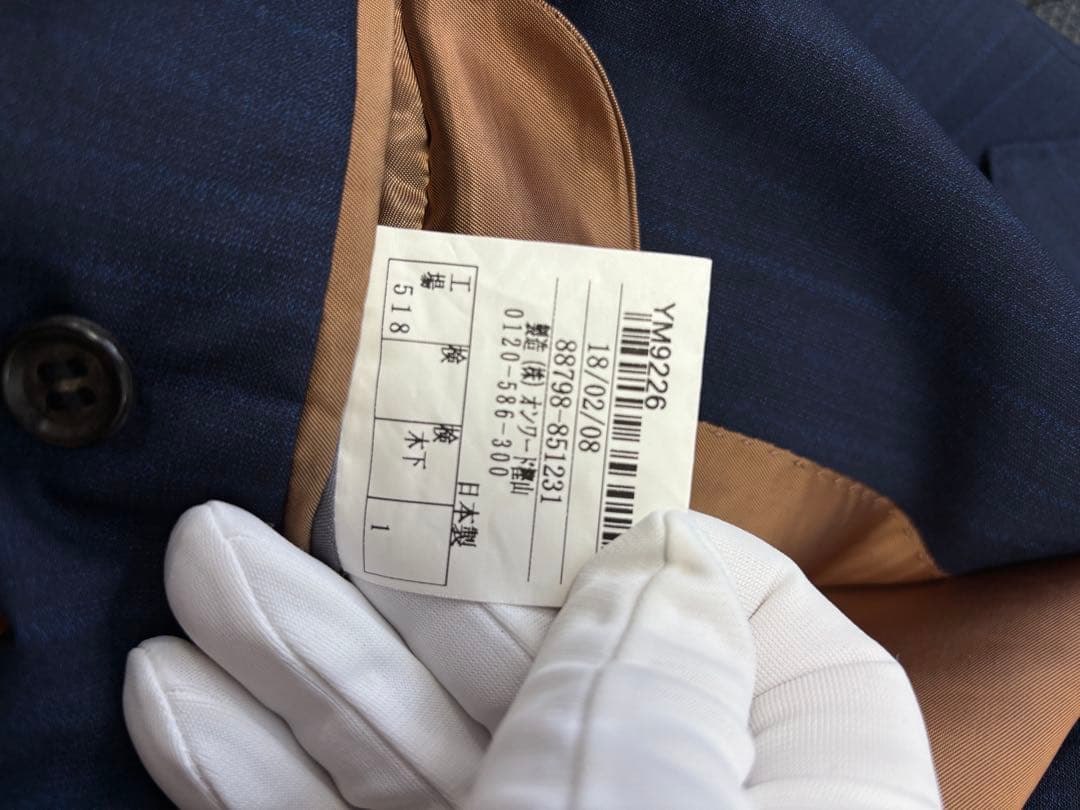 YM9226
18/02/08
88798-851231
製造 (株) オンワード樫山
0120-586-300
日本製
工場 検 検
518 木下 1